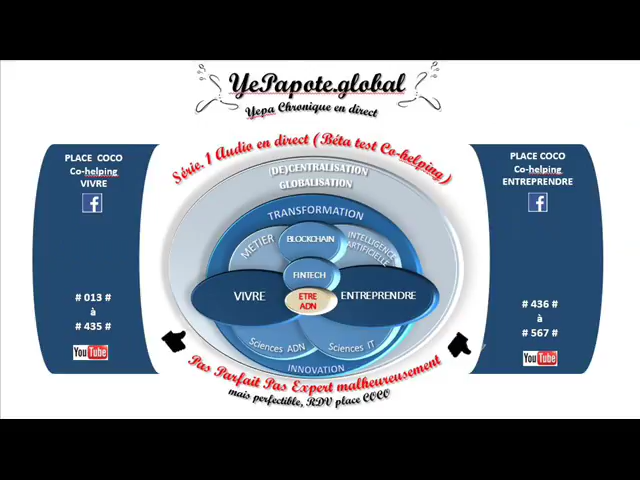 YePapote.global
Yepa Chronique en direct
Série.1 Audio en direct (Béta test Co-helping)
PLACE COCO
Co-helping
VIVRE
# 013 #
à
# 435 #
YouTube
(DE)CENTRALISATION
GLOBALISATION
TRANSFORMATION
METIER
BLOCKCHAIN
INTELLIGENCE
ARTIFICIELLE
FINTECH
VIVRE
ETRE
ADN
ENTREPRENDRE
Sciences ADN
Sciences IT
INNOVATION
PLACE COCO
Co-helping
ENTREPRENDRE
# 436 #
à
# 567 #
YouTube
Pas Parfait Pas Expert malheureusement
mais perfectible, RDV place COCO